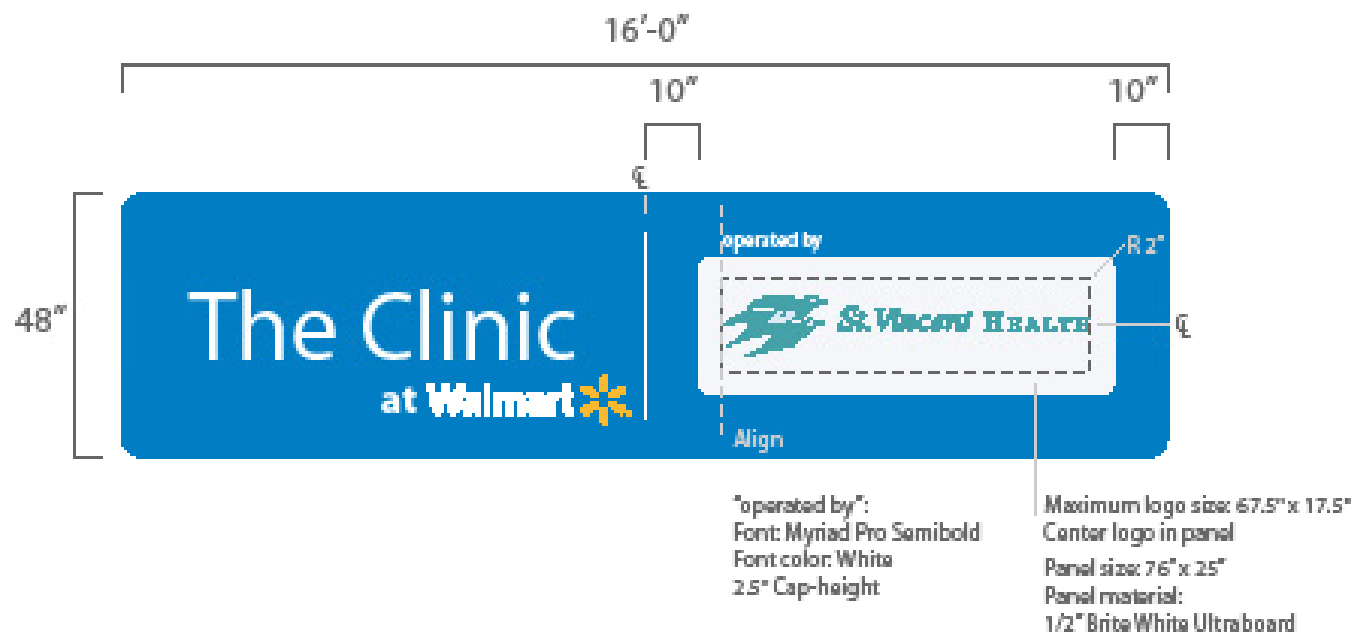 16'-0"
10"
10"
℄
operated by
R 2"
The Clinic
St. Vincent HEALTH
℄
48"
at Walmart
Align
"operated by":
Font: Myriad Pro Semibold
Font color: White
2.5" Cap-height
Maximum logo size: 67.5" x 17.5"
Center logo in panel
Panel size: 76" x 25"
Panel material:
1/2" Brite White Ultraboard